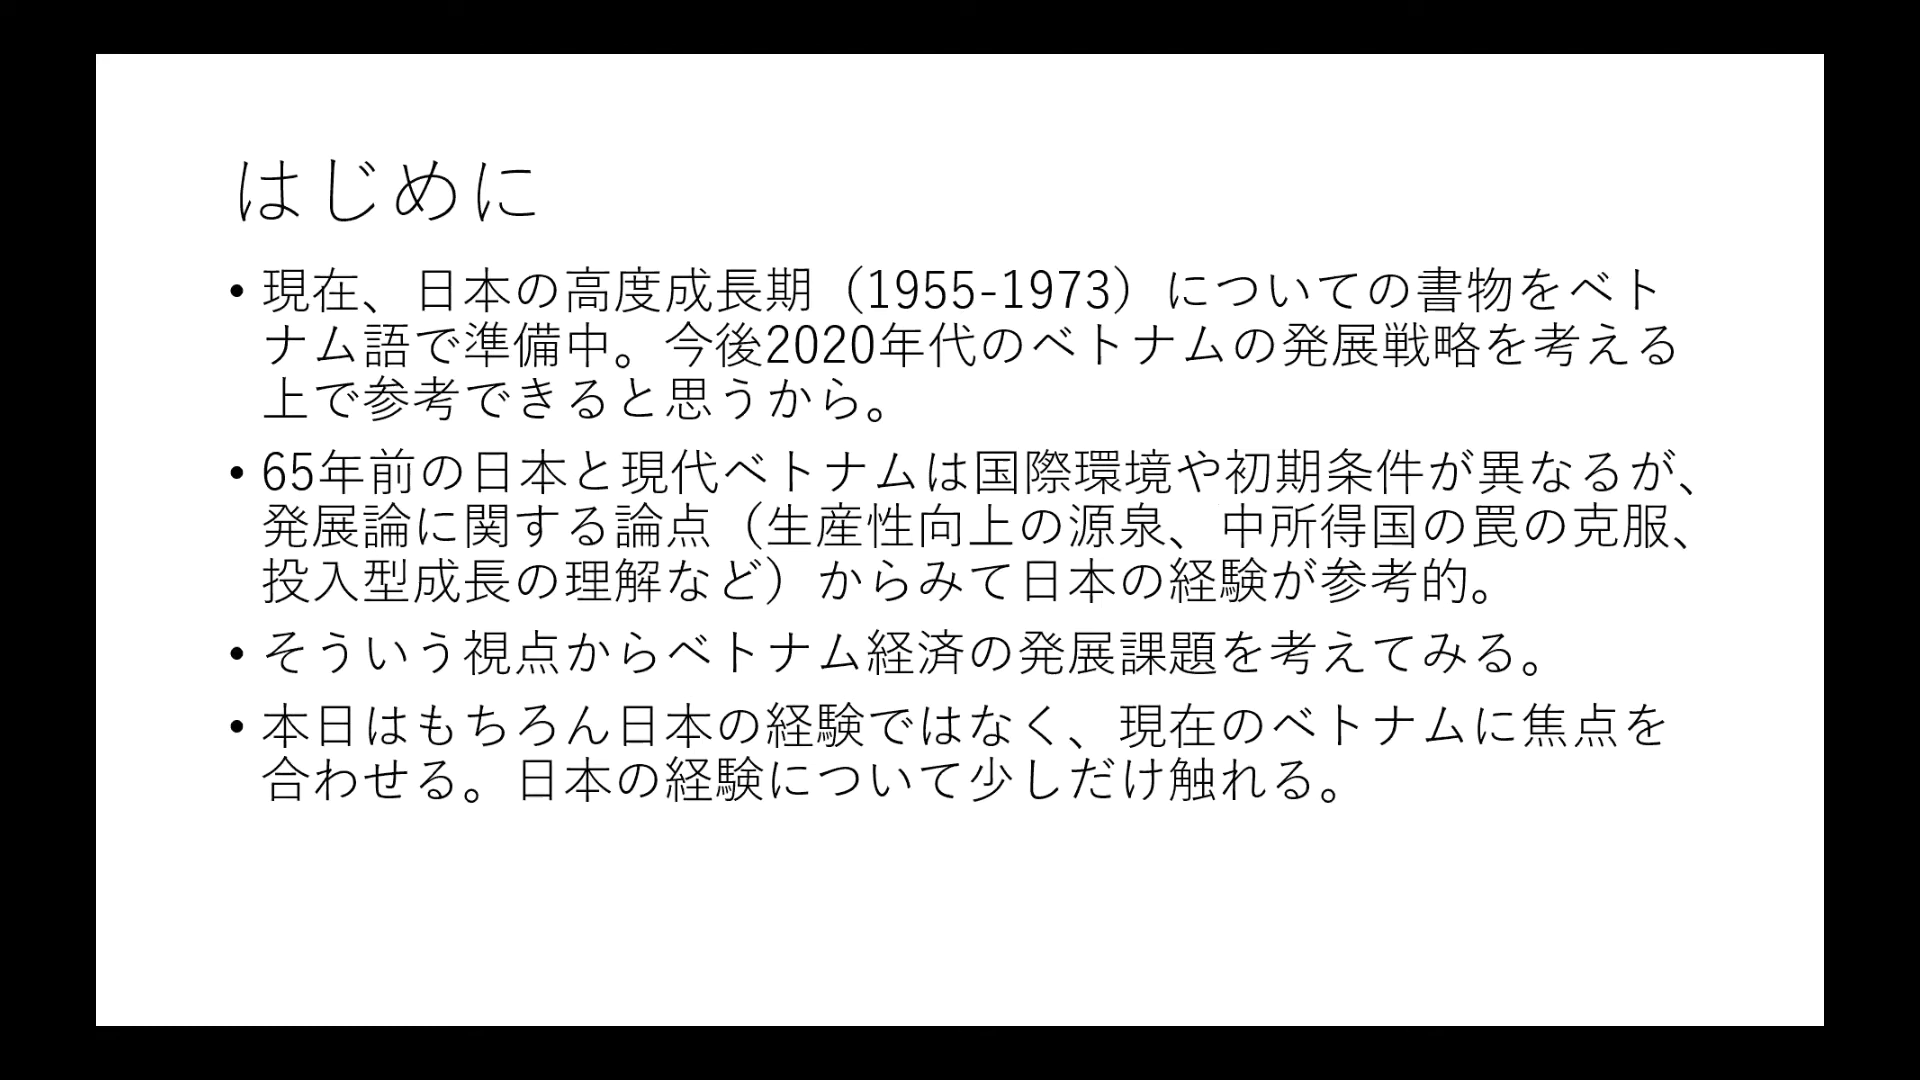 はじめに
• 現在、日本の高度成長期（1955-1973）についての書物をベト
ナム語で準備中。今後2020年代のベトナムの発展戦略を考える
上で参考できると思うから。
• 65年前の日本と現代ベトナムは国際環境や初期条件が異なるが、
発展論に関する論点（生産性向上の源泉、中所得国の罠の克服、
投入型成長の理解など）からみて日本の経験が参考的。
• そういう視点からベトナム経済の発展課題を考えてみる。
• 本日はもちろん日本の経験ではなく、現在のベトナムに焦点を
合わせる。日本の経験について少しだけ触れる。